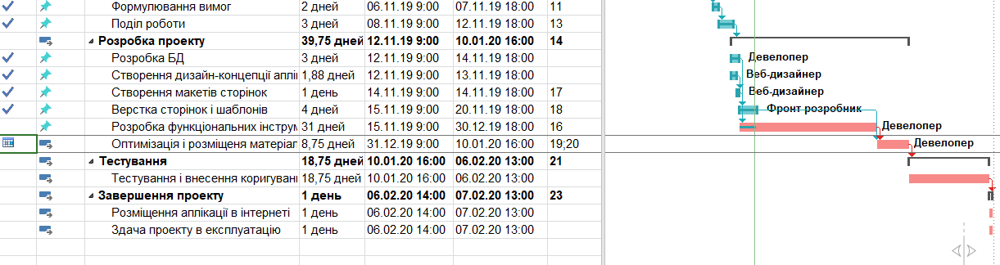 Формулювання вимог 2 дней 06.11.19 9:00 07.11.19 18:00 11
Поділ роботи 3 дней 08.11.19 9:00 12.11.19 18:00 13
Розробка проекту 39,75 дней 12.11.19 9:00 10.01.20 16:00 14
Розробка БД 3 дней 12.11.19 9:00 14.11.19 18:00 Девелопер
Створення дизайн-концепції аплі 1,88 дней 12.11.19 9:00 13.11.19 18:00 Веб-дизайнер
Створення макетів сторінок 1 день 14.11.19 9:00 14.11.19 18:00 17 Веб-дизайнер
Верстка сторінок і шаблонів 4 дней 15.11.19 9:00 20.11.19 18:00 18 Фронт розробник
Розробка функціональних інструм 31 дней 15.11.19 9:00 30.12.19 18:00 16 Девелопер
Оптимізація і розміщеня матеріал 8,75 дней 31.12.19 9:00 10.01.20 16:00 19;20 Девелопер
Тестування 18,75 дней 10.01.20 16:00 06.02.20 13:00 21
Тестування і внесення коригуван 18,75 дней 10.01.20 16:00 06.02.20 13:00
Завершення проекту 1 день 06.02.20 14:00 07.02.20 13:00 23
Розміщення аплікації в інтернеті 1 день 06.02.20 14:00 07.02.20 13:00
Здача проекту в експлуатацію 1 день 06.02.20 14:00 07.02.20 13:00